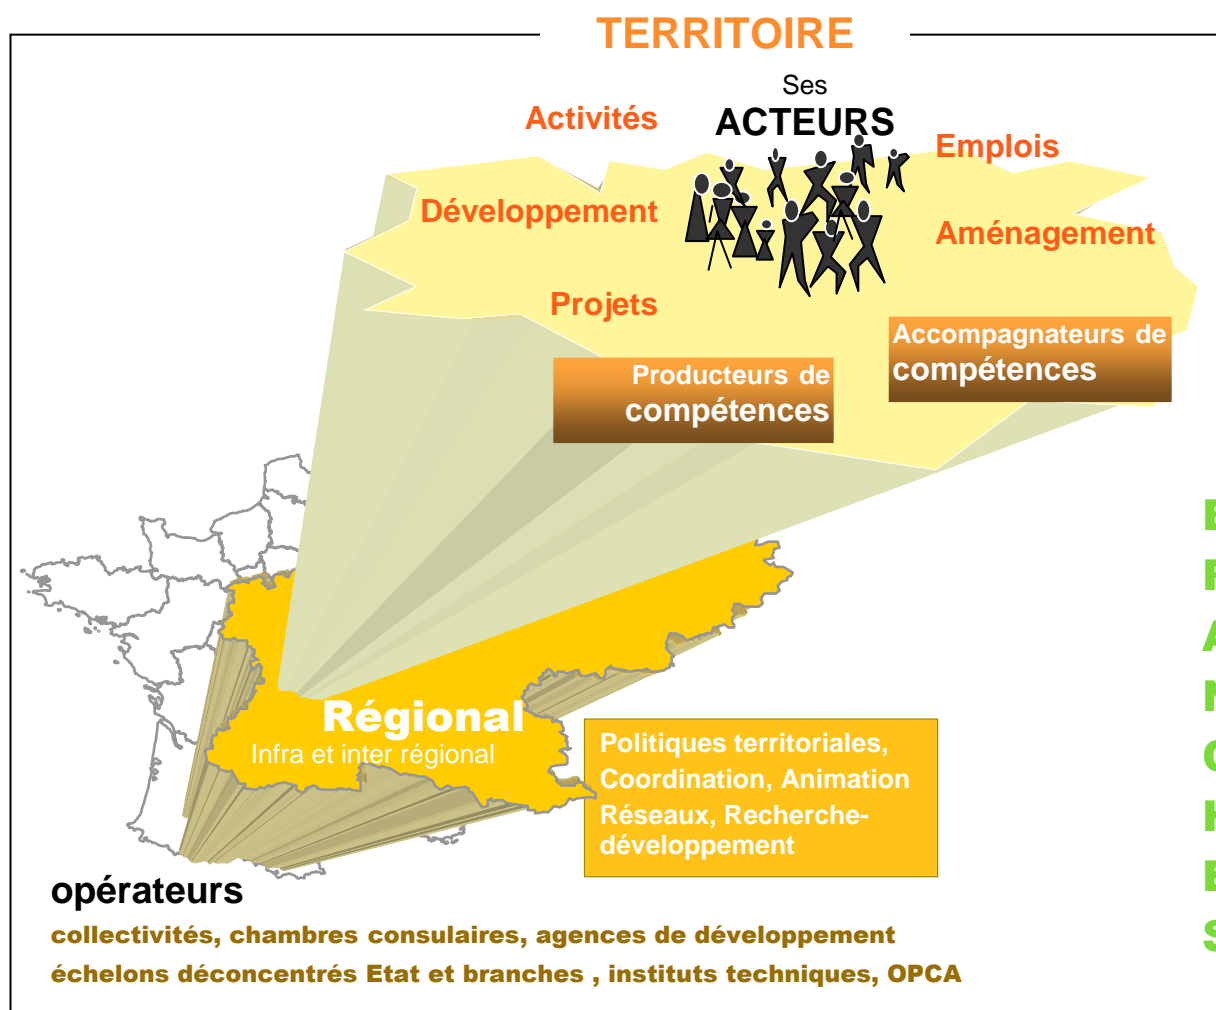 TERRITOIRE
Ses
ACTEURS
Activités
Emplois
Développement
Aménagement
Projets
Accompagnateurs de
compétences
Producteurs de
compétences
Régional
Infra et inter régional
Politiques territoriales,
Coordination, Animation
Réseaux, Recherche-
développement
opérateurs
collectivités, chambres consulaires, agences de développement
échelons déconcentrés Etat et branches , instituts techniques, OPCA
B
R
A
N
C
H
E
S